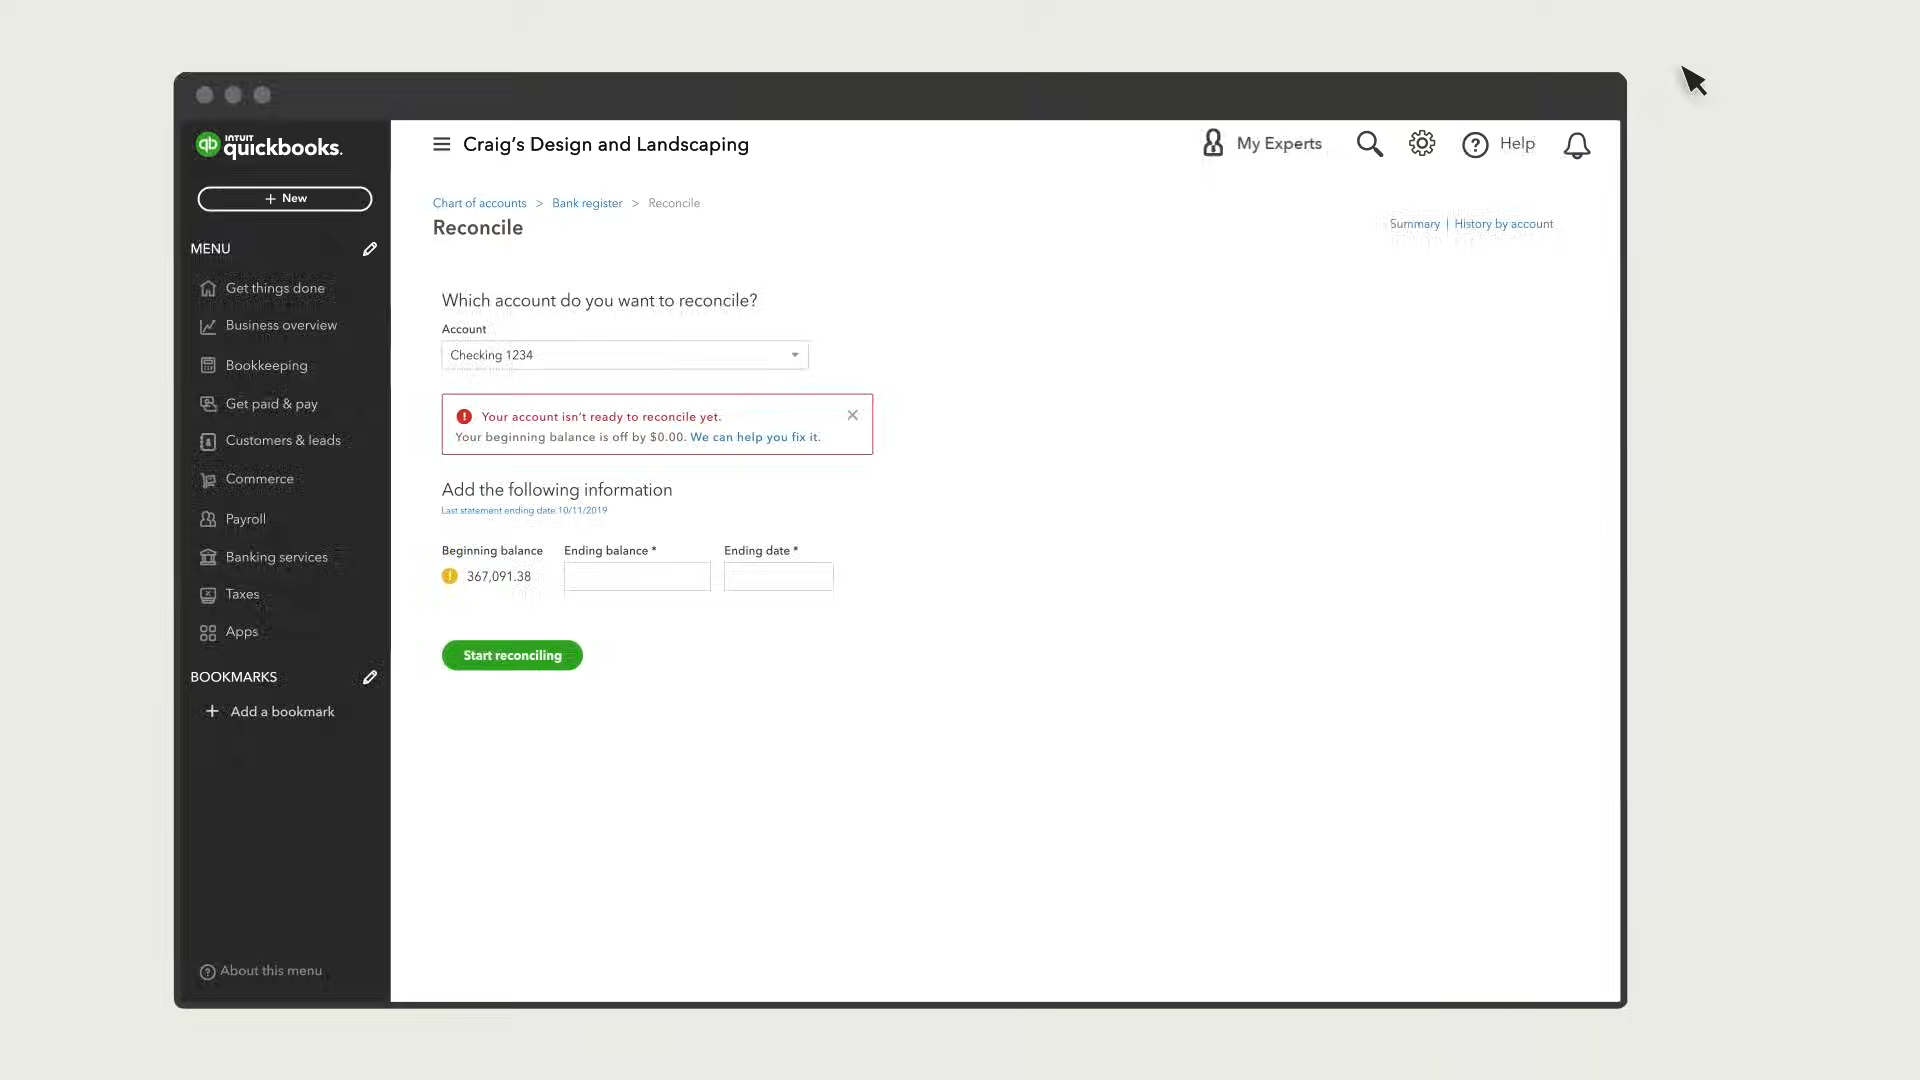 INTUIT
quickbooks.
Craig's Design and Landscaping
My Experts
Help
+ New
MENU
Get things done
Business overview
Bookkeeping
Get paid & pay
Customers & leads
Commerce
Payroll
Banking services
Taxes
Apps
BOOKMARKS
+ Add a bookmark
About this menu
Chart of accounts > Bank register > Reconcile
Reconcile
Summary | History by account
Which account do you want to reconcile?
Account
Checking 1234
Your account isn't ready to reconcile yet.
Your beginning balance is off by $0.00. We can help you fix it.
Add the following information
Last statement ending date 10/11/2019
Beginning balance Ending balance * Ending date *
367,091.38
Start reconciling